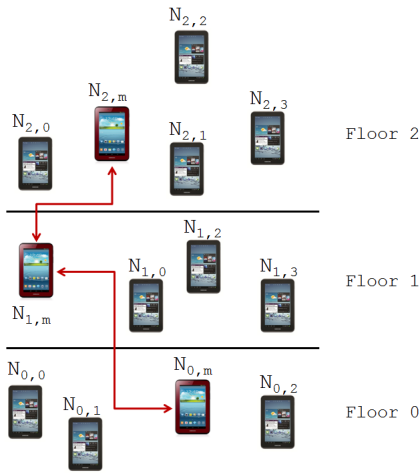 N2,2
N2,m
N2,3
N2,0
N2,1
Floor 2
N1,2
N1,0
N1,3
Floor 1
N1,m
N0,m
N0,0
N0,2
N0,1
Floor 0